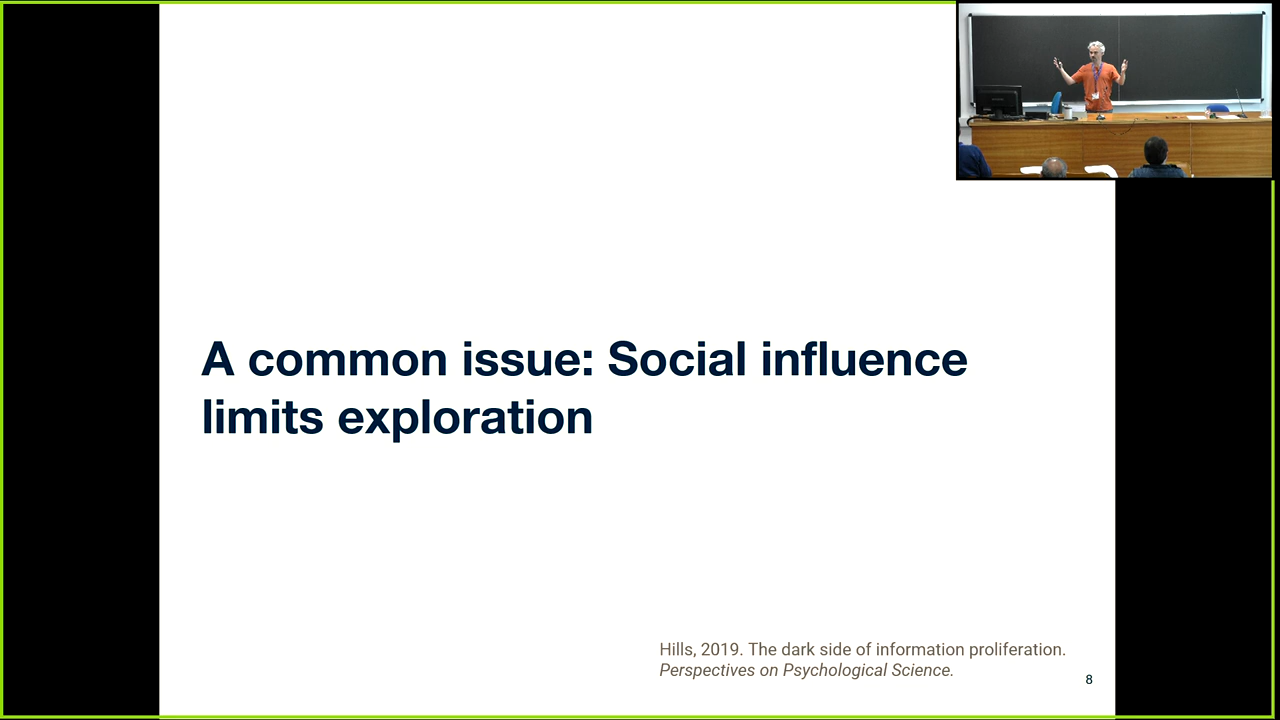 A common issue: Social influence
limits exploration
Hills, 2019. The dark side of information proliferation.
Perspectives on Psychological Science.
8